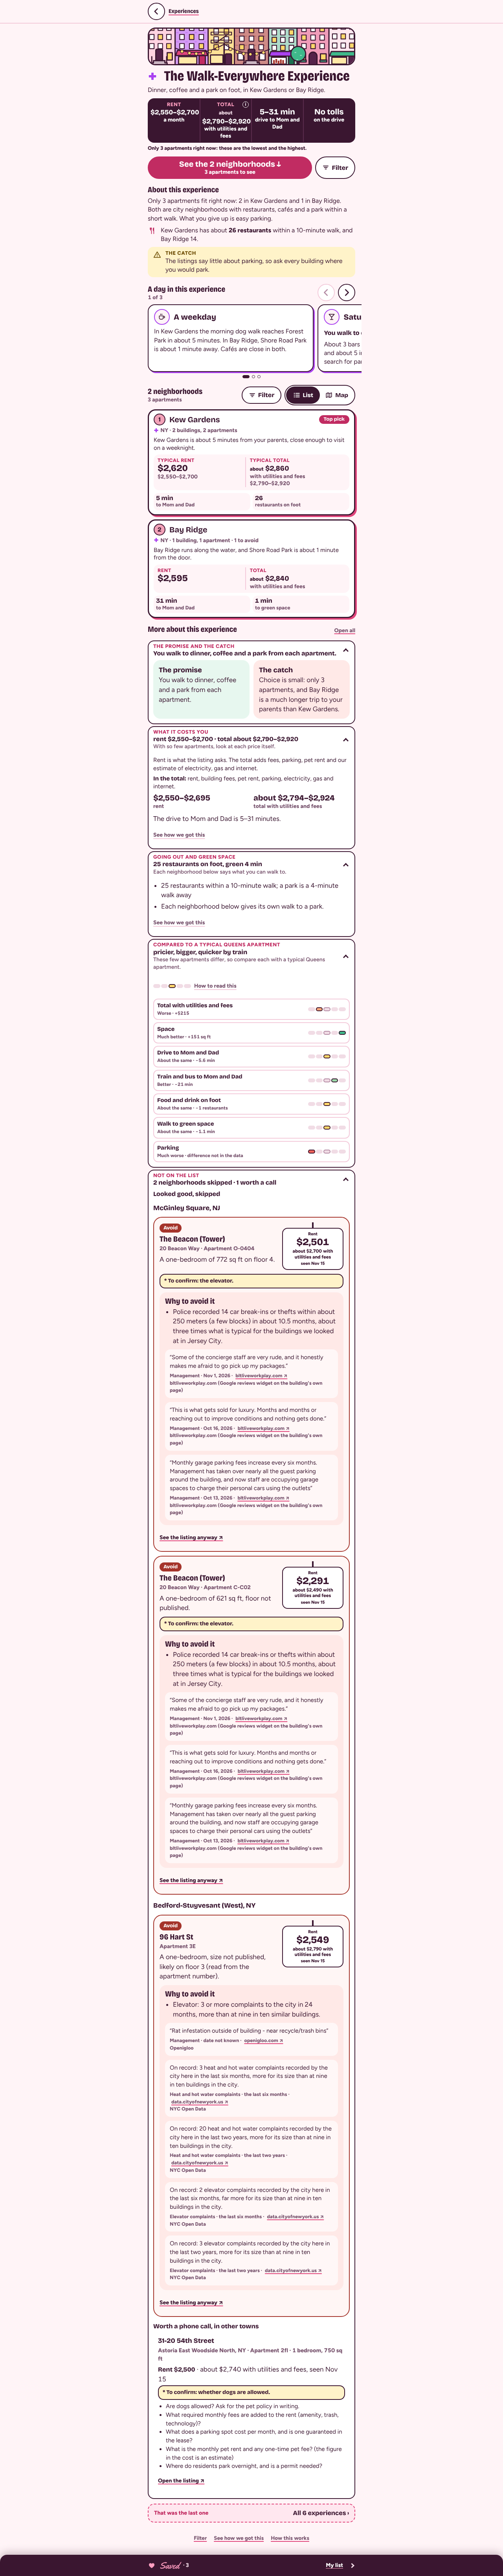 Experiences
The Walk-Everywhere Experience
Dinner, coffee and a park on foot, in Kew Gardens or Bay Ridge.
RENT
$2,550–$2,700
a month
TOTAL
about
$2,790–$2,920
with utilities and
fees
5–31 min
drive to Mom and
Dad
No tolls
on the drive
Only 3 apartments right now: these are the lowest and the highest.
See the 2 neighborhoods ↓
3 apartments to see
Filter
About this experience
Only 3 apartments fit right now: 2 in Kew Gardens and 1 in Bay Ridge.
Both are city neighborhoods with restaurants, cafés and a park within a
short walk. What you give up is easy parking.
Kew Gardens has about 26 restaurants within a 10-minute walk, and
Bay Ridge 14.
THE CATCH
The listings say little about parking, so ask every building where
you would park.
A day in this experience
1 of 3
A weekday
In Kew Gardens the morning dog walk reaches Forest
Park in about 5 minutes. In Bay Ridge, Shore Road Park
is about 1 minute away. Cafés are close in both.
Satu
You walk to
About 3 bars
and about 5 in
search for par
2 neighborhoods
3 apartments
Filter
List
Map
1
Kew Gardens
Top pick
NY · 2 buildings, 2 apartments
Kew Gardens is about 5 minutes from your parents, close enough to visit
on a weeknight.
TYPICAL RENT
$2,620
$2,550–$2,700
TYPICAL TOTAL
about $2,860
with utilities and fees
$2,790–$2,920
5 min
to Mom and Dad
26
restaurants on foot
2
Bay Ridge
NY · 1 building, 1 apartment · 1 to avoid
Bay Ridge runs along the water, and Shore Road Park is about 1 minute
from the door.
RENT
$2,595
TOTAL
about $2,840
with utilities and fees
31 min
to Mom and Dad
1 min
to green space
More about this experience
Open all
THE PROMISE AND THE CATCH
You walk to dinner, coffee and a park from each apartment.
The promise
You walk to dinner, coffee
and a park from each
apartment.
The catch
Choice is small: only 3
apartments, and Bay Ridge
is a much longer trip to your
parents than Kew Gardens.
WHAT IT COSTS YOU
rent $2,550–$2,700 · total about $2,790–$2,920
With so few apartments, look at each price itself.
Rent is what the listing says. The total adds fees, parking, pet rent and our
estimate of electricity, gas and internet.
In the total: rent, building fees, pet rent, parking, electricity, gas and
internet.
$2,550–$2,695
rent
about $2,794–$2,924
total with utilities and fees
The drive to Mom and Dad is 5–31 minutes.
See how we got this
GOING OUT AND GREEN SPACE
25 restaurants on foot, green 4 min
Each neighborhood below says what you can walk to.
• 25 restaurants within a 10-minute walk; a park is a 4-minute
walk away
• Each neighborhood below gives its own walk to a park.
See how we got this
COMPARED TO A TYPICAL QUEENS APARTMENT
pricier, bigger, quicker by train
These few apartments differ, so compare each with a typical Queens
apartment.
How to read this
Total with utilities and fees
Worse · +$215
Space
Much better · +151 sq ft
Drive to Mom and Dad
About the same · −5.6 min
Train and bus to Mom and Dad
Better · −21 min
Food and drink on foot
About the same · −1 restaurants
Walk to green space
About the same · −1.1 min
Parking
Much worse · difference not in the data
NOT ON THE LIST
2 neighborhoods skipped · 1 worth a call
Looked good, skipped
McGinley Square, NJ
Avoid
The Beacon (Tower)
20 Beacon Way · Apartment O-0404
A one-bedroom of 772 sq ft on floor 4.
Rent
$2,501
about $2,700 with
utilities and fees
seen Nov 15
* To confirm: the elevator.
Why to avoid it
• Police recorded 14 car break-ins or thefts within about
250 meters (a few blocks) in about 10.5 months, about
three times what is typical for the buildings we looked
at in Jersey City.
“Some of the concierge staff are very rude, and it honestly
makes me afraid to go pick up my packages.”
Management · Nov 1, 2026 · bitliveworkplay.com ↗
bitliveworkplay.com (Google reviews widget on the building's own
page)
“This is what gets sold for luxury. Months and months or
reaching out to improve conditions and nothing gets done.”
Management · Oct 16, 2026 · bitliveworkplay.com ↗
bitliveworkplay.com (Google reviews widget on the building's own
page)
“Monthly garage parking fees increase every six months.
Management has taken over nearly all the guest parking
around the building, and now staff are occupying garage
spaces to charge their personal cars using the outlets”
Management · Oct 13, 2026 · bitliveworkplay.com ↗
bitliveworkplay.com (Google reviews widget on the building's own
page)
See the listing anyway ↗
Avoid
The Beacon (Tower)
20 Beacon Way · Apartment C-C02
A one-bedroom of 621 sq ft, floor not
published.
Rent
$2,291
about $2,490 with
utilities and fees
seen Nov 15
* To confirm: the elevator.
Why to avoid it
• Police recorded 14 car break-ins or thefts within about
250 meters (a few blocks) in about 10.5 months, about
three times what is typical for the buildings we looked
at in Jersey City.
“Some of the concierge staff are very rude, and it honestly
makes me afraid to go pick up my packages.”
Management · Nov 1, 2026 · bitliveworkplay.com ↗
bitliveworkplay.com (Google reviews widget on the building's own
page)
“This is what gets sold for luxury. Months and months or
reaching out to improve conditions and nothing gets done.”
Management · Oct 16, 2026 · bitliveworkplay.com ↗
bitliveworkplay.com (Google reviews widget on the building's own
page)
“Monthly garage parking fees increase every six months.
Management has taken over nearly all the guest parking
around the building, and now staff are occupying garage
spaces to charge their personal cars using the outlets”
Management · Oct 13, 2026 · bitliveworkplay.com ↗
bitliveworkplay.com (Google reviews widget on the building's own
page)
See the listing anyway ↗
Bedford-Stuyvesant (West), NY
Avoid
96 Hart St
Apartment 3E
A one-bedroom, size not published,
likely on floor 3 (read from the
apartment number).
Rent
$2,549
about $2,790 with
utilities and fees
seen Nov 15
Why to avoid it
• Elevator: 3 or more complaints to the city in 24
months, more than at nine in ten similar buildings.
“Rat infestation outside of building - near recycle/trash bins”
Management · date not known · openigloo.com ↗
Openigloo
On record: 3 heat and hot water complaints recorded by the
city here in the last six months, more for its size than at nine
in ten buildings in the city.
Heat and hot water complaints · the last six months ·
data.cityofnewyork.us ↗
NYC Open Data
On record: 20 heat and hot water complaints recorded by the
city here in the last two years, more for its size than at nine in
ten buildings in the city.
Heat and hot water complaints · the last two years ·
data.cityofnewyork.us ↗
NYC Open Data
On record: 2 elevator complaints recorded by the city here in
the last six months, far more for its size than at nine in ten
buildings in the city.
Elevator complaints · the last six months · data.cityofnewyork.us ↗
NYC Open Data
On record: 3 elevator complaints recorded by the city here in
the last two years, more for its size than at nine in ten
buildings in the city.
Elevator complaints · the last two years · data.cityofnewyork.us ↗
NYC Open Data
See the listing anyway ↗
Worth a phone call, in other towns
31-20 54th Street
Astoria East Woodside North, NY · Apartment 2fl · 1 bedroom, 750 sq
ft
Rent $2,500 · about $2,740 with utilities and fees, seen Nov
15
* To confirm: whether dogs are allowed.
• Are dogs allowed? Ask for the pet policy in writing.
• What required monthly fees are added to the rent (amenity, trash,
technology)?
• What does a parking spot cost per month, and is one guaranteed in
the lease?
• What is the monthly pet rent and any one-time pet fee? (the figure
in the cost is an estimate)
• Where do residents park overnight, and is a permit needed?
Open the listing ↗
That was the last one
All 6 experiences ›
Filter
See how we got this
How this works
Saved · 3
My list